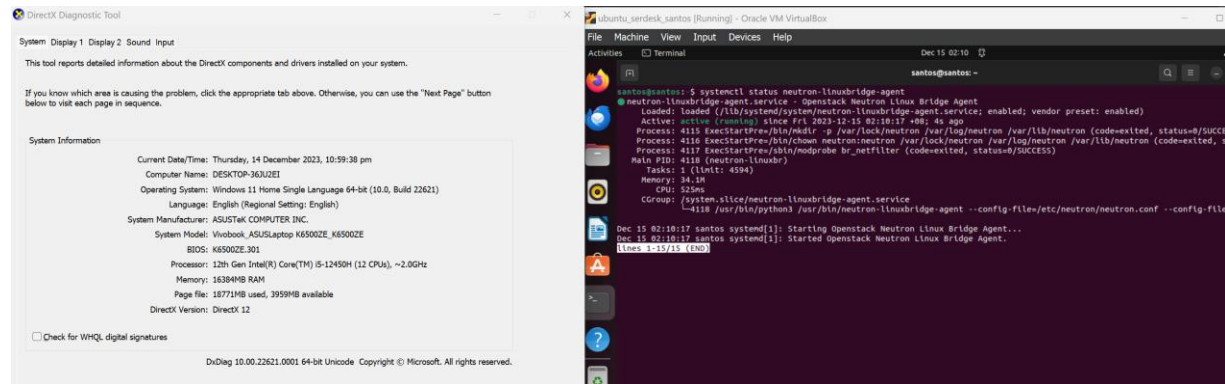 DirectX Diagnostic Tool
System Display 1 Display 2 Sound Input
This tool reports detailed information about the DirectX components and drivers installed on your system.
If you know which area is causing the problem, click the appropriate tab above. Otherwise, you can use the "Next Page" button
below to visit each page in sequence.
System Information
Current Date/Time: Thursday, 14 December 2023, 10:59:38 pm
Computer Name: DESKTOP-36JU2EI
Operating System: Windows 11 Home Single Language 64-bit (10.0, Build 22621)
Language: English (Regional Setting: English)
System Manufacturer: ASUSTeK COMPUTER INC.
System Model: Vivobook_ASUSLaptop K6500ZE_K6500ZE
BIOS: K6500ZE.301
Processor: 12th Gen Intel(R) Core(TM) i5-12450H (12 CPUs), ~2.0GHz
Memory: 16384MB RAM
Page file: 18771MB used, 3959MB available
DirectX Version: DirectX 12
Check for WHQL digital signatures
DxDiag 10.00.22621.0001 64-bit Unicode Copyright © Microsoft. All rights reserved.
ubuntu_serdesk_santos [Running] - Oracle VM VirtualBox
File Machine View Input Devices Help
Activities Terminal Dec 15 02:10
santos@santos: ~
santos@santos:~$ systemctl status neutron-linuxbridge-agent
neutron-linuxbridge-agent.service - Openstack Neutron Linux Bridge Agent
Loaded: loaded (/lib/systemd/system/neutron-linuxbridge-agent.service; enabled; vendor preset: enabled)
Active: active (running) since Fri 2023-12-15 02:10:17 +08; 4s ago
Process: 4115 ExecStartPre=/bin/mkdir -p /var/lock/neutron /var/log/neutron /var/lib/neutron (code=exited, status=0/SUCCE
Process: 4116 ExecStartPre=/bin/chown neutron:neutron /var/lock/neutron /var/log/neutron /var/lib/neutron (code=exited, s
Process: 4117 ExecStartPre=/sbin/modprobe br_netfilter (code=exited, status=0/SUCCESS)
Main PID: 4118 (neutron-linuxbr)
Tasks: 1 (limit: 4594)
Memory: 34.1M
CPU: 525ms
CGroup: /system.slice/neutron-linuxbridge-agent.service
└─4118 /usr/bin/python3 /usr/bin/neutron-linuxbridge-agent --config-file=/etc/neutron/neutron.conf --config-file
Dec 15 02:10:17 santos systemd[1]: Starting Openstack Neutron Linux Bridge Agent...
Dec 15 02:10:17 santos systemd[1]: Started Openstack Neutron Linux Bridge Agent.
lines 1-15/15 (END)